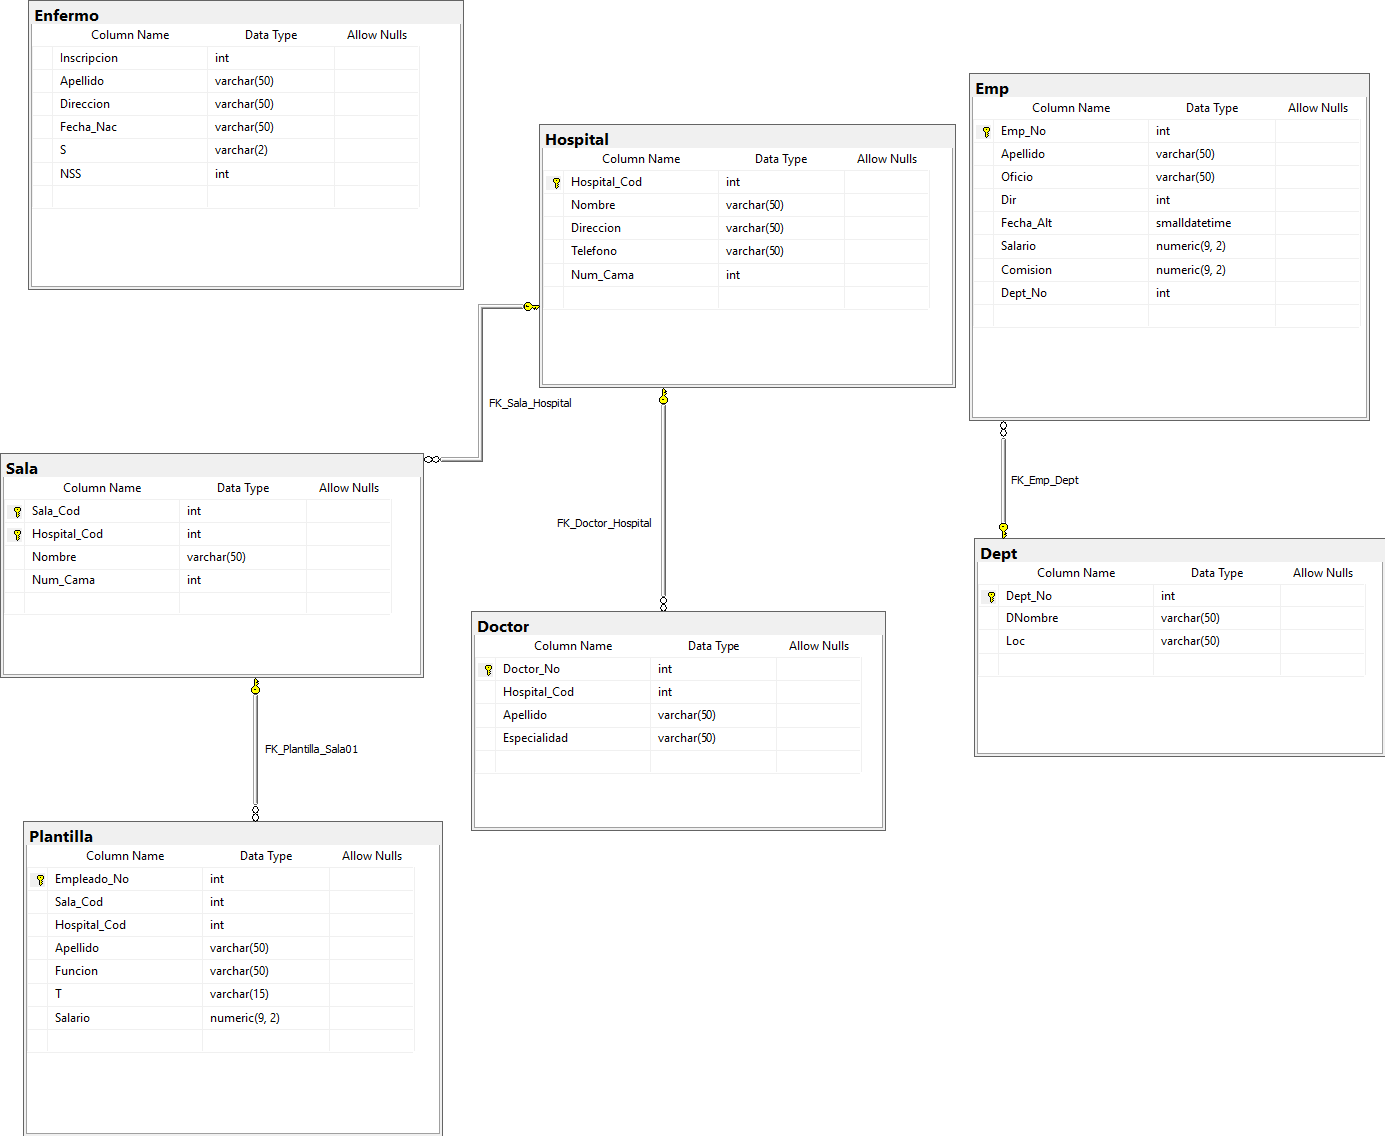 Enfermo
Column Name Data Type Allow Nulls
Inscripcion int
Apellido varchar(50)
Direccion varchar(50)
Fecha_Nac varchar(50)
S varchar(2)
NSS int
Hospital
Column Name Data Type Allow Nulls
Hospital_Cod int
Nombre varchar(50)
Direccion varchar(50)
Telefono varchar(50)
Num_Cama int
Emp
Column Name Data Type Allow Nulls
Emp_No int
Apellido varchar(50)
Oficio varchar(50)
Dir int
Fecha_Alt smalldatetime
Salario numeric(9, 2)
Comision numeric(9, 2)
Dept_No int
FK_Sala_Hospital
FK_Doctor_Hospital
FK_Emp_Dept
Sala
Column Name Data Type Allow Nulls
Sala_Cod int
Hospital_Cod int
Nombre varchar(50)
Num_Cama int
Dept
Column Name Data Type Allow Nulls
Dept_No int
DNombre varchar(50)
Loc varchar(50)
Doctor
Column Name Data Type Allow Nulls
Doctor_No int
Hospital_Cod int
Apellido varchar(50)
Especialidad varchar(50)
FK_Plantilla_Sala01
Plantilla
Column Name Data Type Allow Nulls
Empleado_No int
Sala_Cod int
Hospital_Cod int
Apellido varchar(50)
Funcion varchar(50)
T varchar(15)
Salario numeric(9, 2)